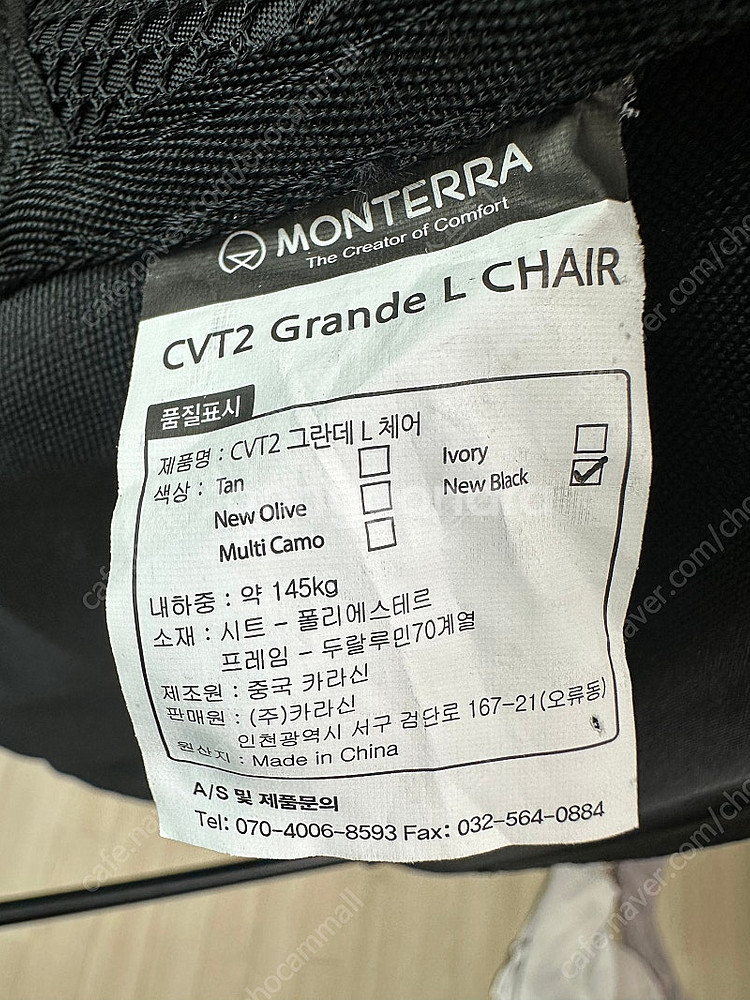 MONTERRA
The Creator of Comfort
CVT2 Grande L CHAIR
품질표시
제품명 : CVT2 그란데 L 체어
색상 : Tan
Ivory
New Olive
New Black
Multi Camo
내하중 : 약 145kg
소재 : 시트 - 폴리에스테르
프레임 - 두랄루민70계열
제조원 : 중국 카라신
판매원 : (주)카라신
인천광역시 서구 검단로 167-21(오류동)
원산지 : Made in China
A/S 및 제품문의
Tel: 070-4006-8593 Fax: 032-564-0884
cafe.naver.com/chocammall